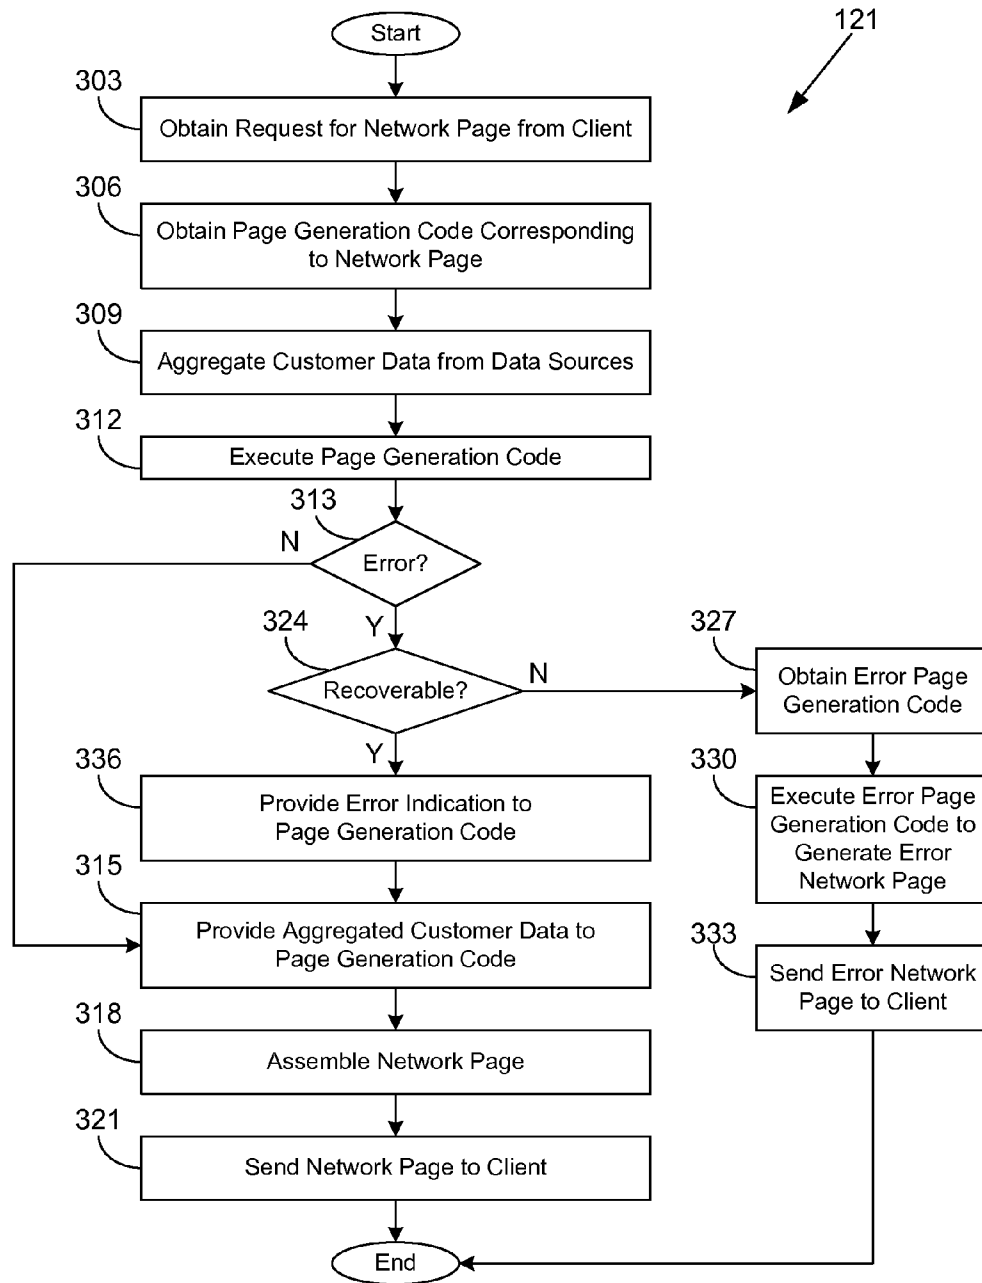 Start
121
303
Obtain Request for Network Page from Client
306
Obtain Page Generation Code Corresponding
to Network Page
309
Aggregate Customer Data from Data Sources
312
Execute Page Generation Code
313
N
Error?
Y
324
Recoverable?
N
327
Obtain Error Page
Generation Code
Y
336
Provide Error Indication to
Page Generation Code
330
Execute Error Page
Generation Code to
Generate Error
Network Page
315
Provide Aggregated Customer Data to
Page Generation Code
333
Send Error Network
Page to Client
318
Assemble Network Page
321
Send Network Page to Client
End